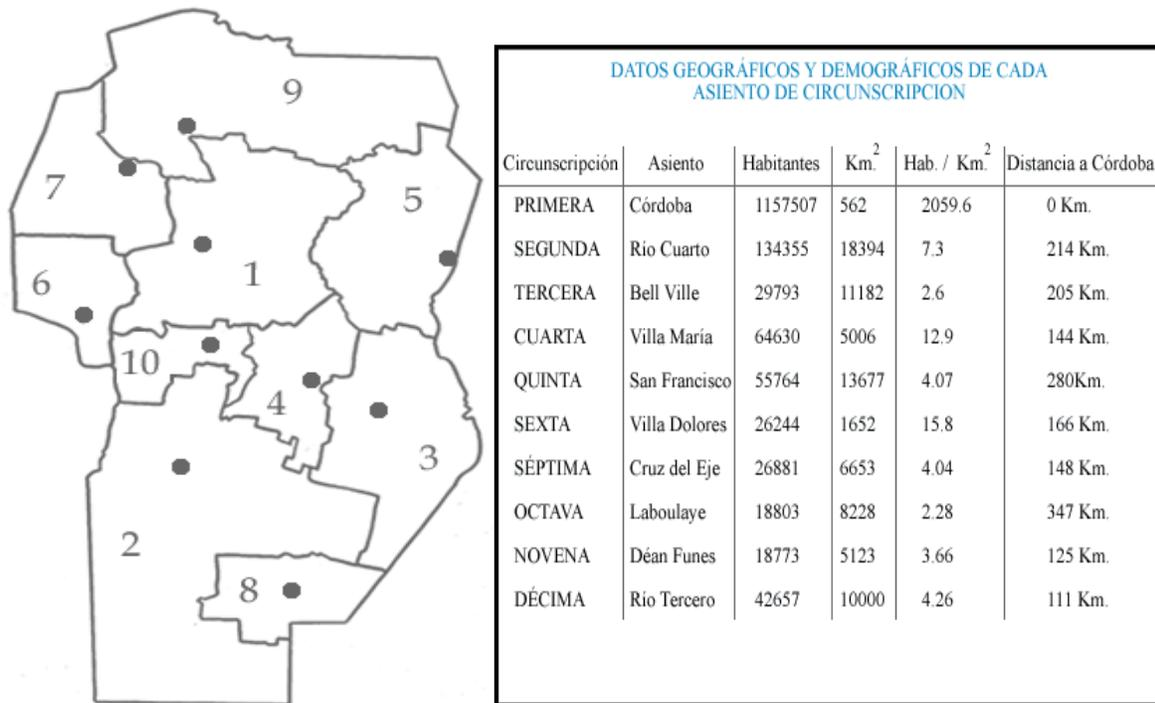 9
7
5
6
1
10
4
3
2
8
DATOS GEOGRÁFICOS Y DEMOGRÁFICOS DE CADA
ASIENTO DE CIRCUNSCRIPCION
Circunscripción Asiento Habitantes Km.2 Hab. / Km.2 Distancia a Córdoba
PRIMERA Córdoba 1157507 562 2059.6 0 Km.
SEGUNDA Río Cuarto 134355 18394 7.3 214 Km.
TERCERA Bell Ville 29793 11182 2.6 205 Km.
CUARTA Villa María 64630 5006 12.9 144 Km.
QUINTA San Francisco 55764 13677 4.07 280Km.
SEXTA Villa Dolores 26244 1652 15.8 166 Km.
SÉPTIMA Cruz del Eje 26881 6653 4.04 148 Km.
OCTAVA Laboulaye 18803 8228 2.28 347 Km.
NOVENA Déan Funes 18773 5123 3.66 125 Km.
DÉCIMA Río Tercero 42657 10000 4.26 111 Km.